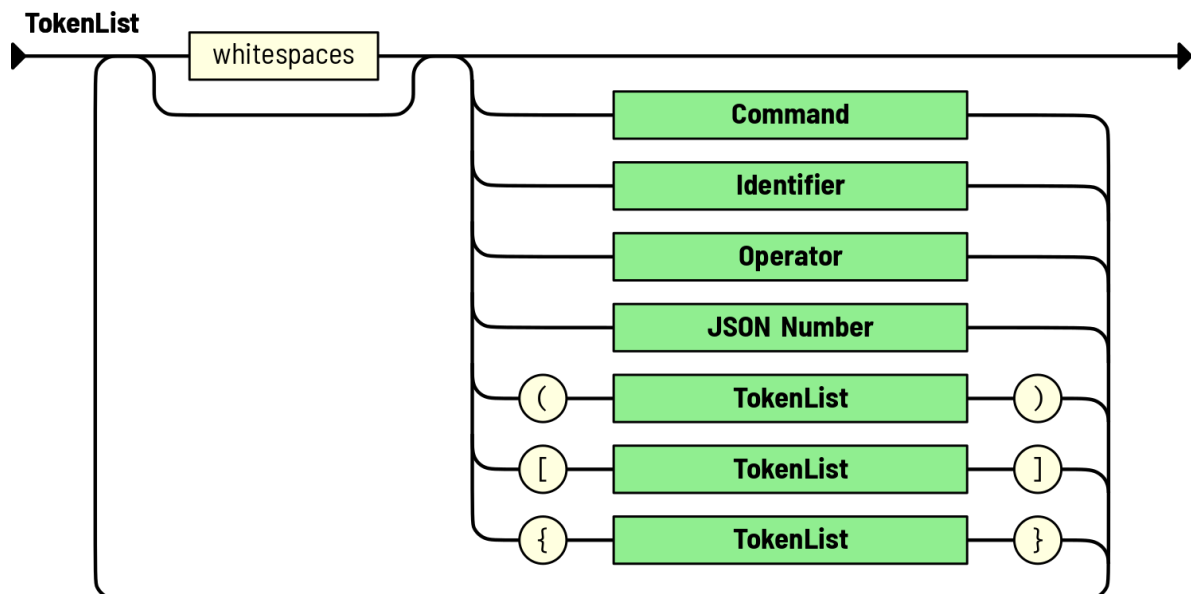 TokenList
whitespaces
Command
Identifier
Operator
JSON Number
( TokenList )
[ TokenList ]
{ TokenList }